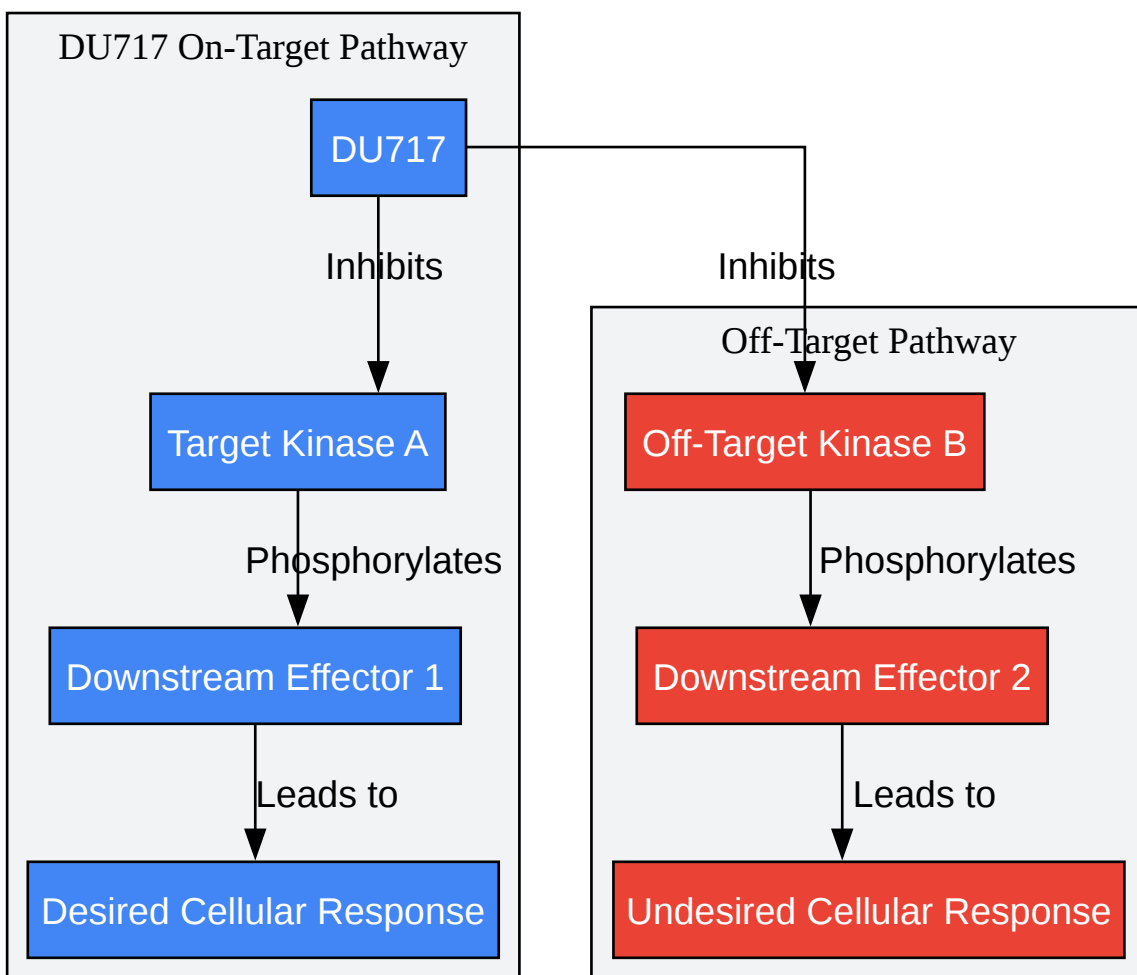 DU717 On-Target Pathway
DU717
Inhibits
Inhibits
Off-Target Pathway
Target Kinase A
Off-Target Kinase B
Phosphorylates
Phosphorylates
Downstream Effector 1
Downstream Effector 2
Leads to
Leads to
Desired Cellular Response
Undesired Cellular Response